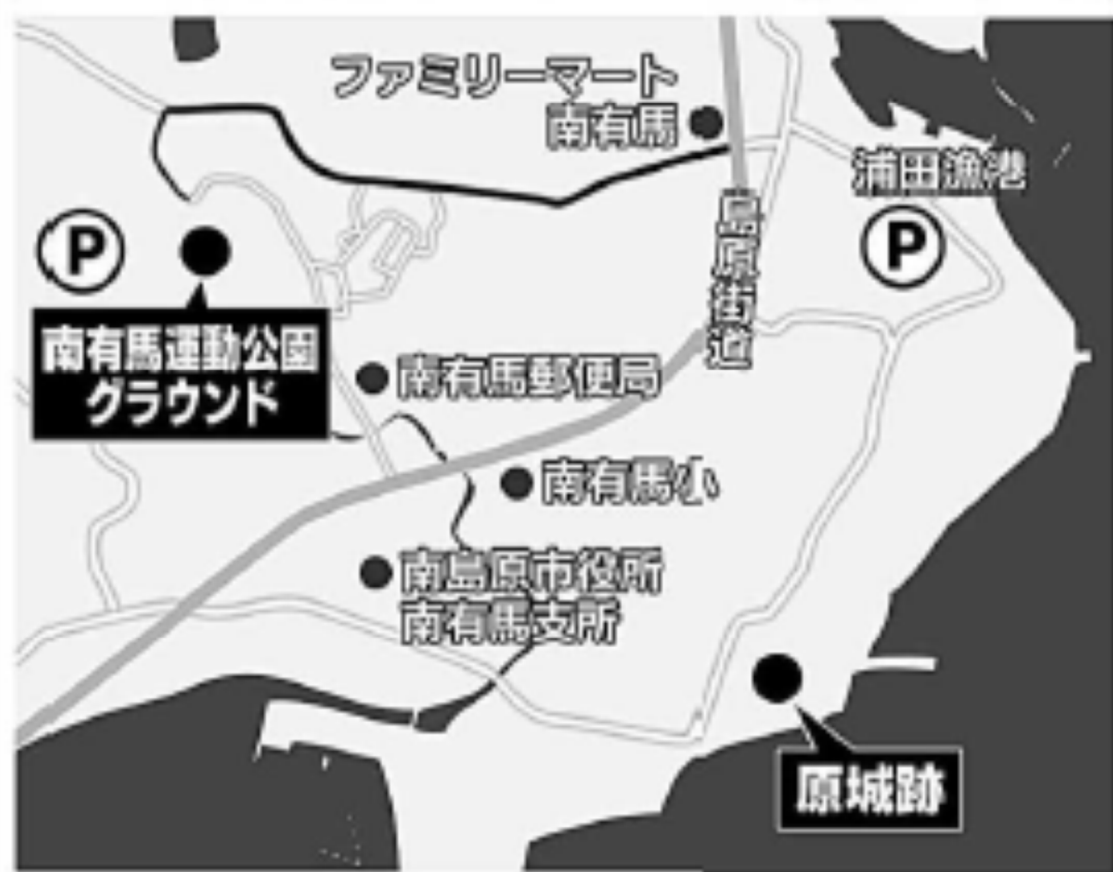 ファミリーマート
南有馬
浦田漁港
P
P
島原街道
南有馬運動公園
グラウンド
南有馬郵便局
南有馬小
南島原市役所
南有馬支所
原城跡